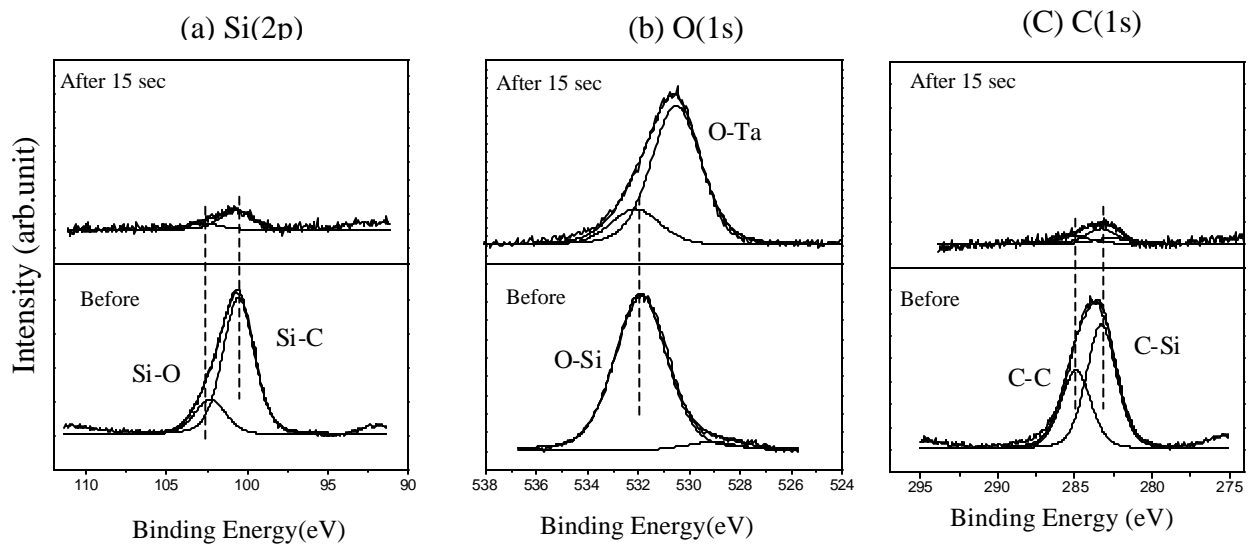 (a) Si(2p)
(b) O(1s)
(C) C(1s)
Intensity (arb.unit)
After 15 sec
Before
Si-O
Si-C
110 105 100 95 90
Binding Energy(eV)
After 15 sec
O-Ta
Before
O-Si
538 536 534 532 530 528 526 524
Binding Energy(eV)
After 15 sec
Before
C-C
C-Si
295 290 285 280 275
Binding Energy (eV)